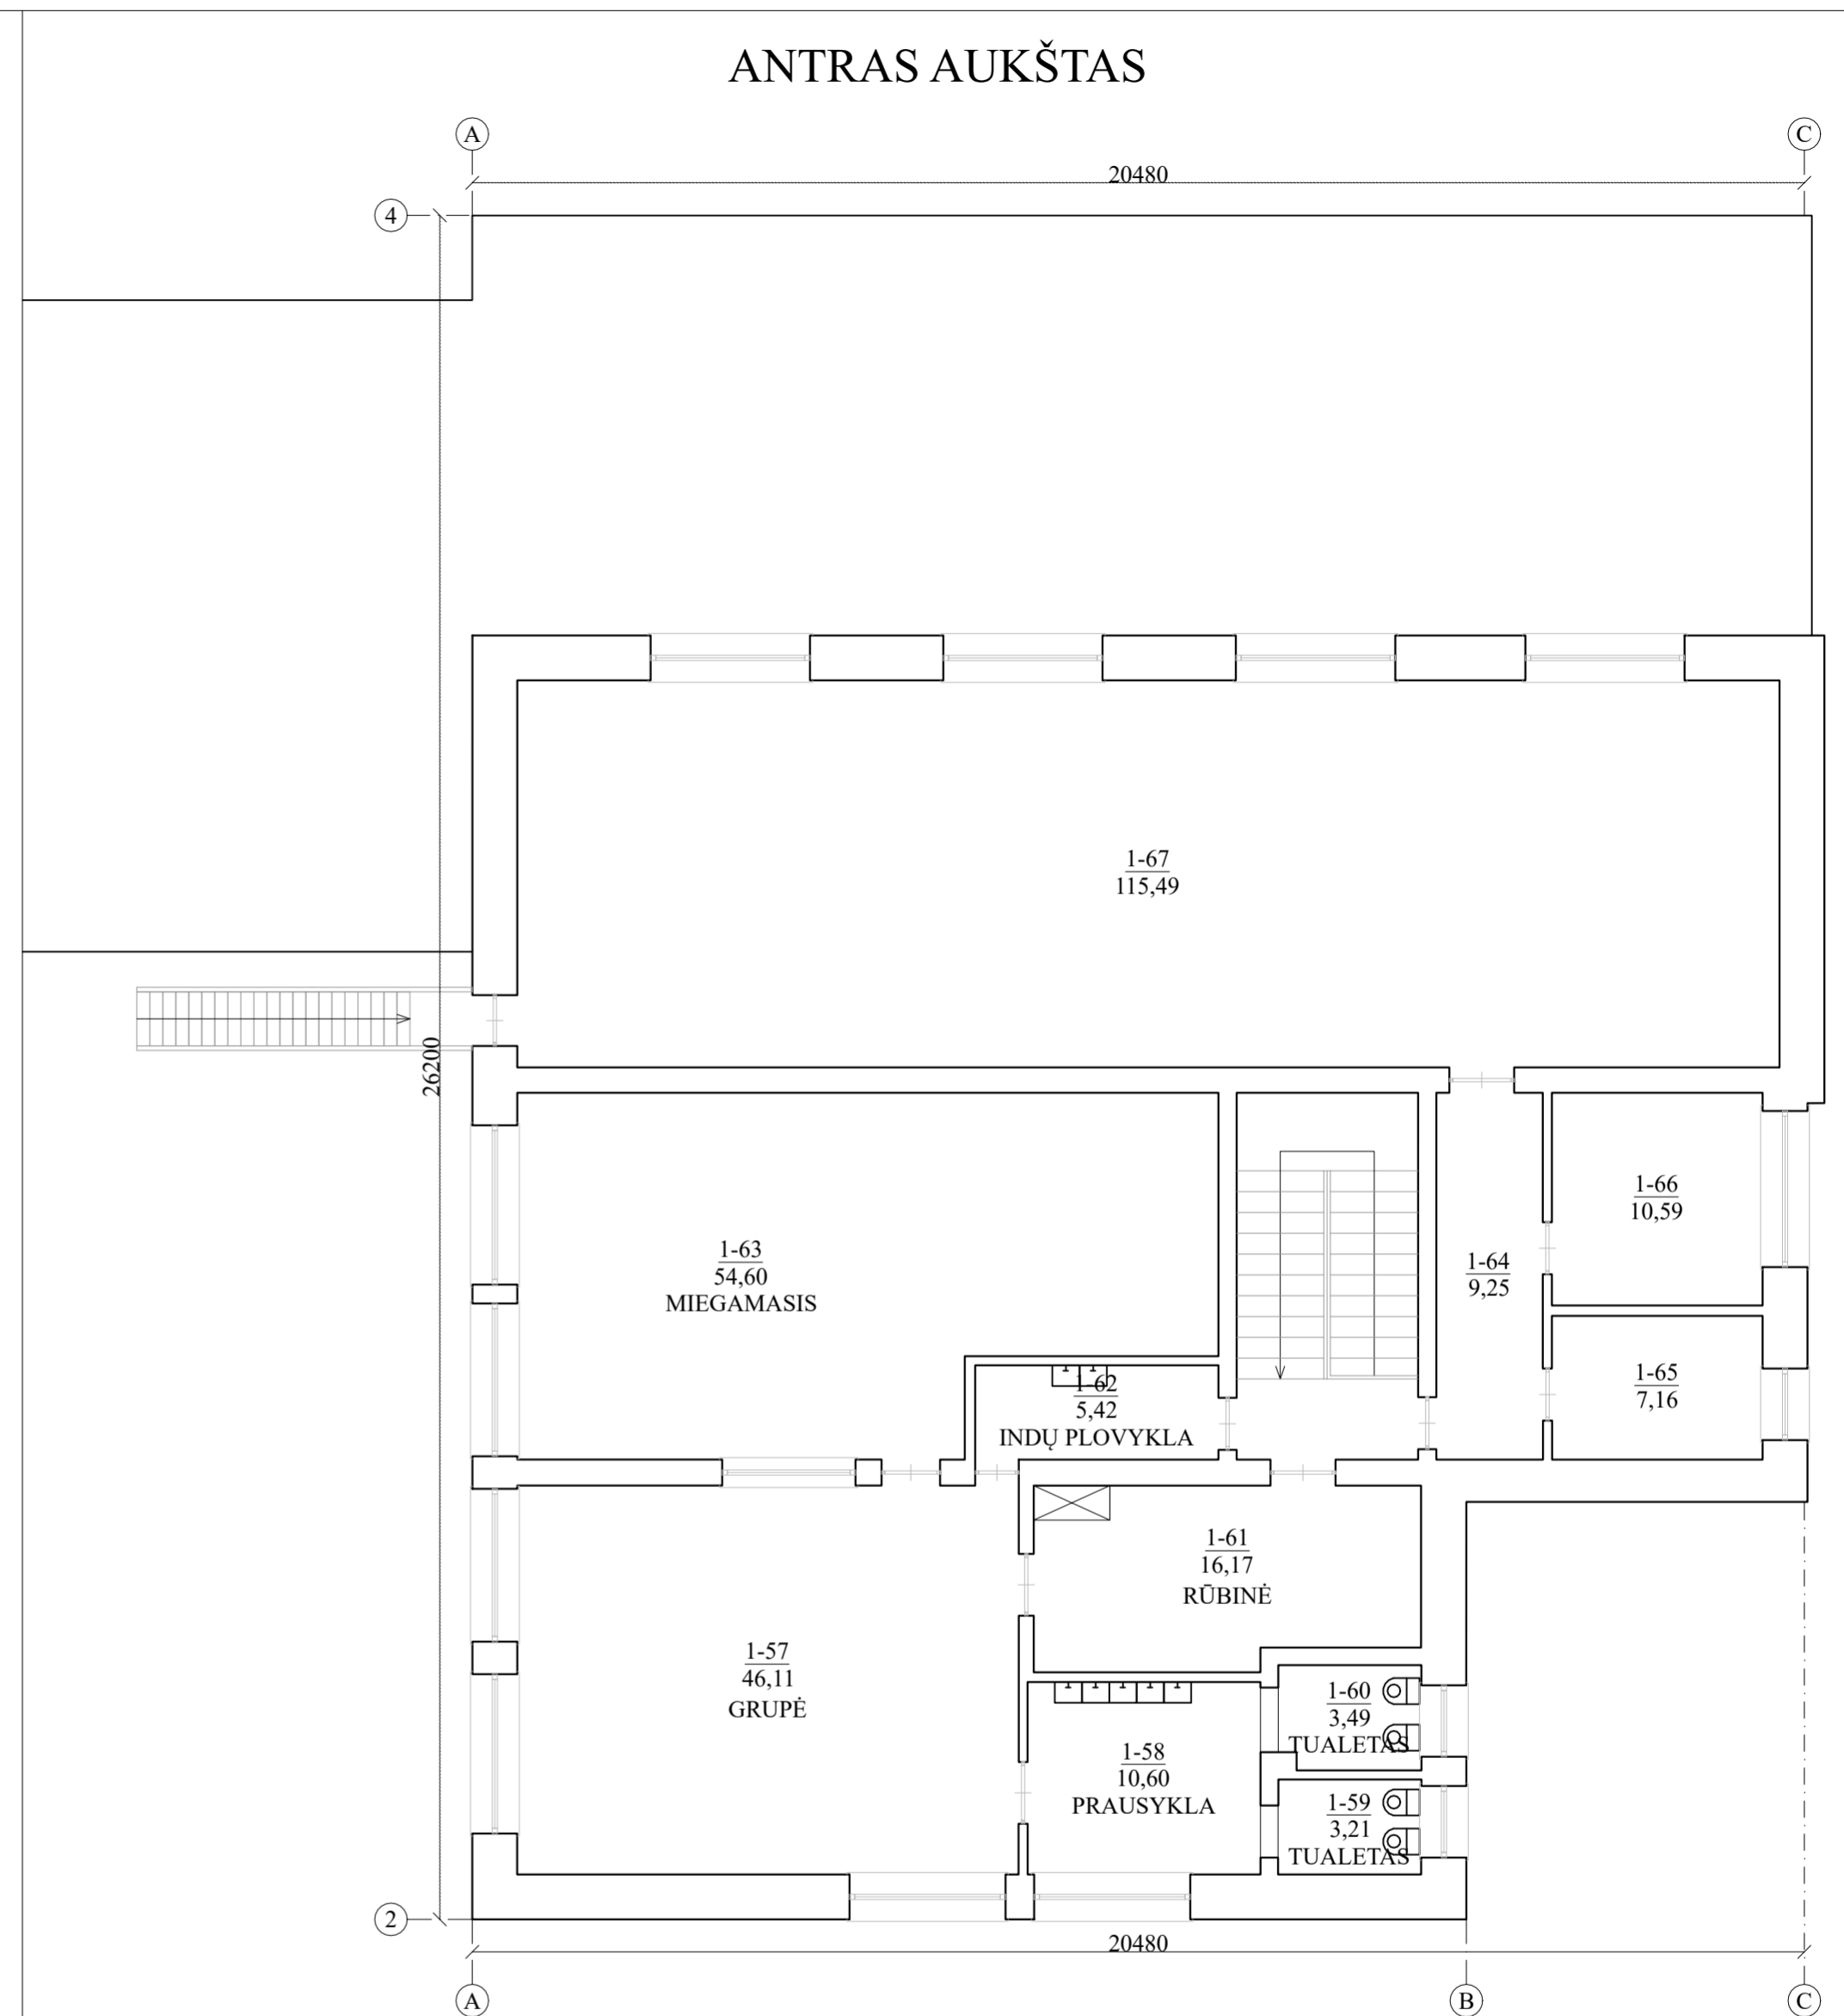 ANTRAS AUKŠTAS
A
C
20480
4
1-67
115,49
26200
1-66
10,59
1-63
54,60
MIEGAMASIS
1-64
9,25
1-62
5,42
INDŲ PLOVYKLA
1-65
7,16
1-61
16,17
RŪBINĖ
1-57
46,11
GRUPĖ
1-60
3,49
TUALETAS
1-58
10,60
PRAUSYKLA
1-59
3,21
TUALETAS
2
20480
A
B
C